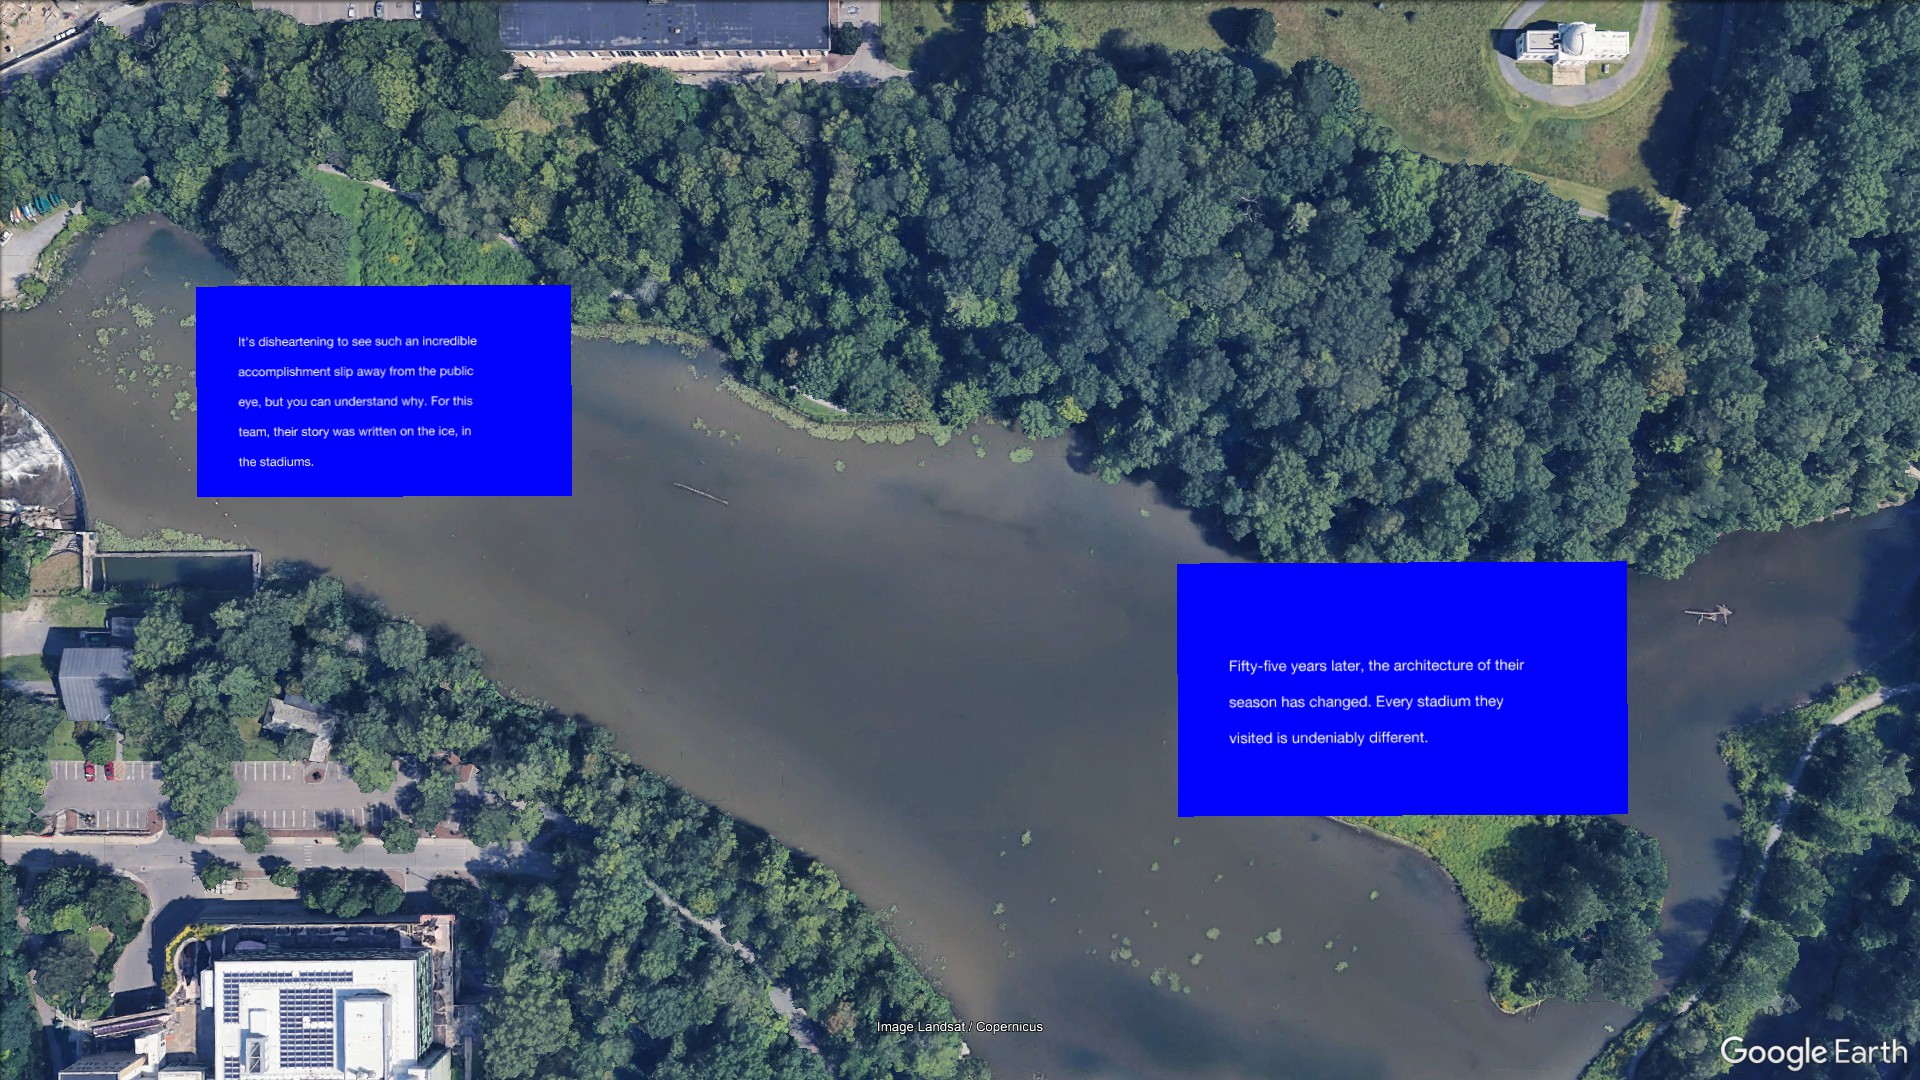 It's disheartening to see such an incredible
accomplishment slip away from the public
eye, but you can understand why. For this
team, their story was written on the ice, in
the stadiums.
Fifty-five years later, the architecture of their
season has changed. Every stadium they
visited is undeniably different.
Image Landsat / Copernicus
Google Earth